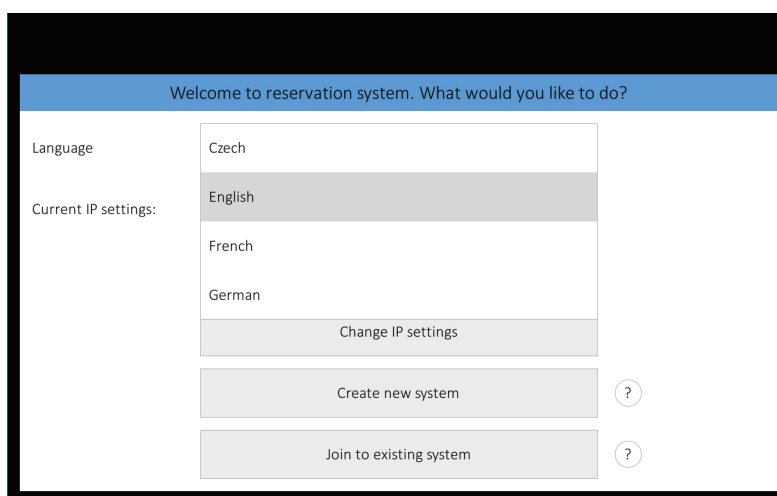 Welcome to reservation system. What would you like to do?
Language
Czech
English
Current IP settings:
French
German
Change IP settings
Create new system
?
Join to existing system
?